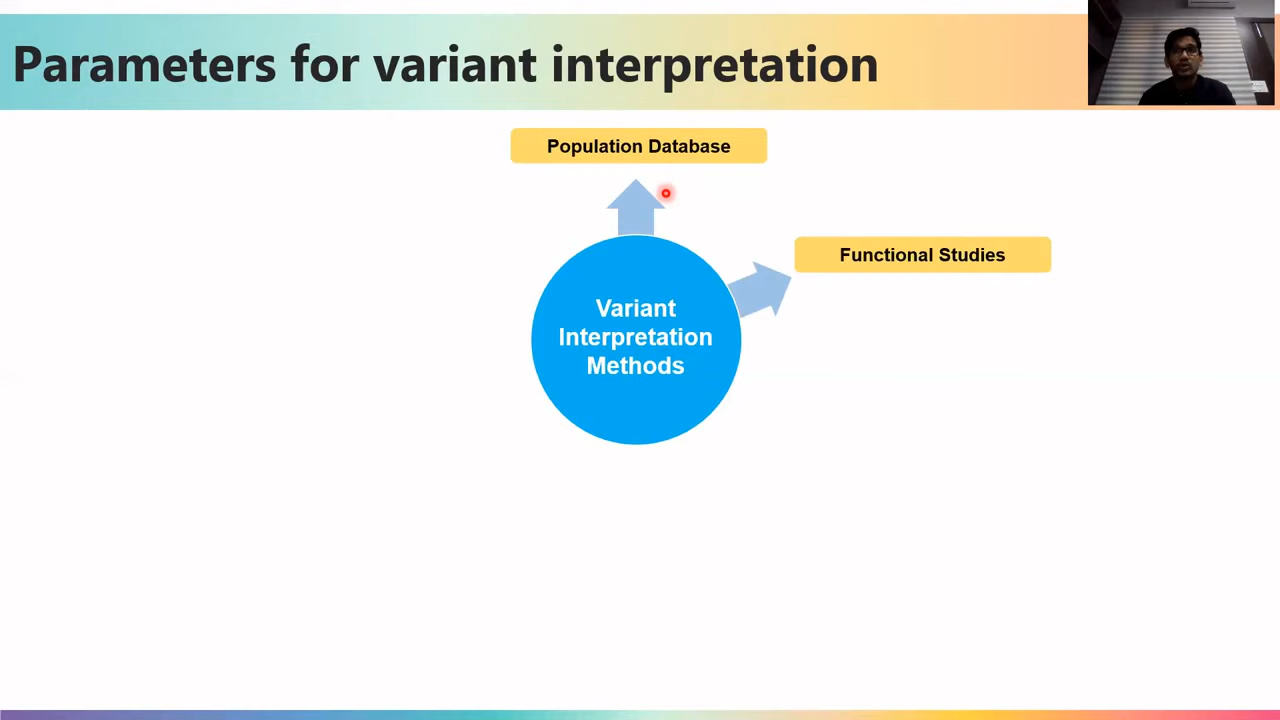 Parameters for variant interpretation
Population Database
Functional Studies
Variant
Interpretation
Methods